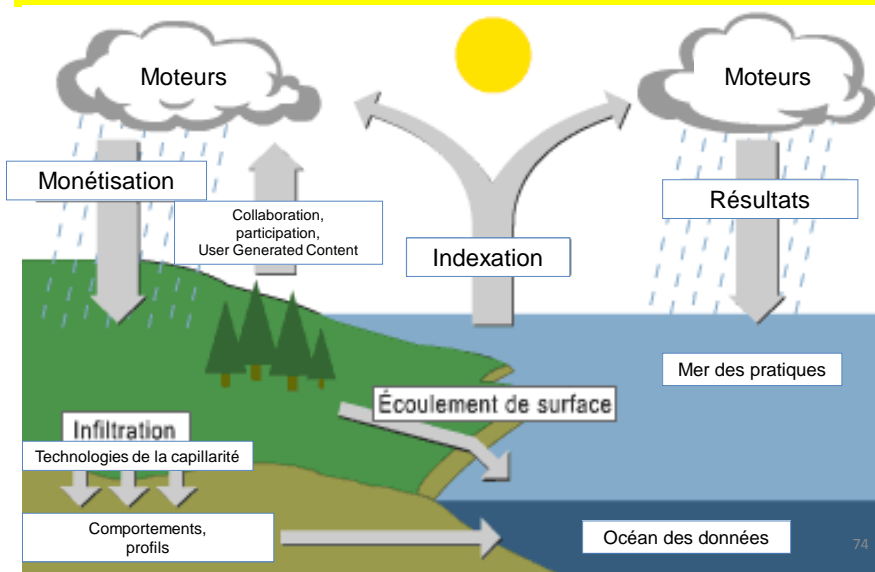 Moteurs
Moteurs
Monétisation
Résultats
Collaboration,
participation,
User Generated Content
Indexation
Mer des pratiques
Écoulement de surface
Infiltration
Technologies de la capillarité
Comportements,
profils
Océan des données
74